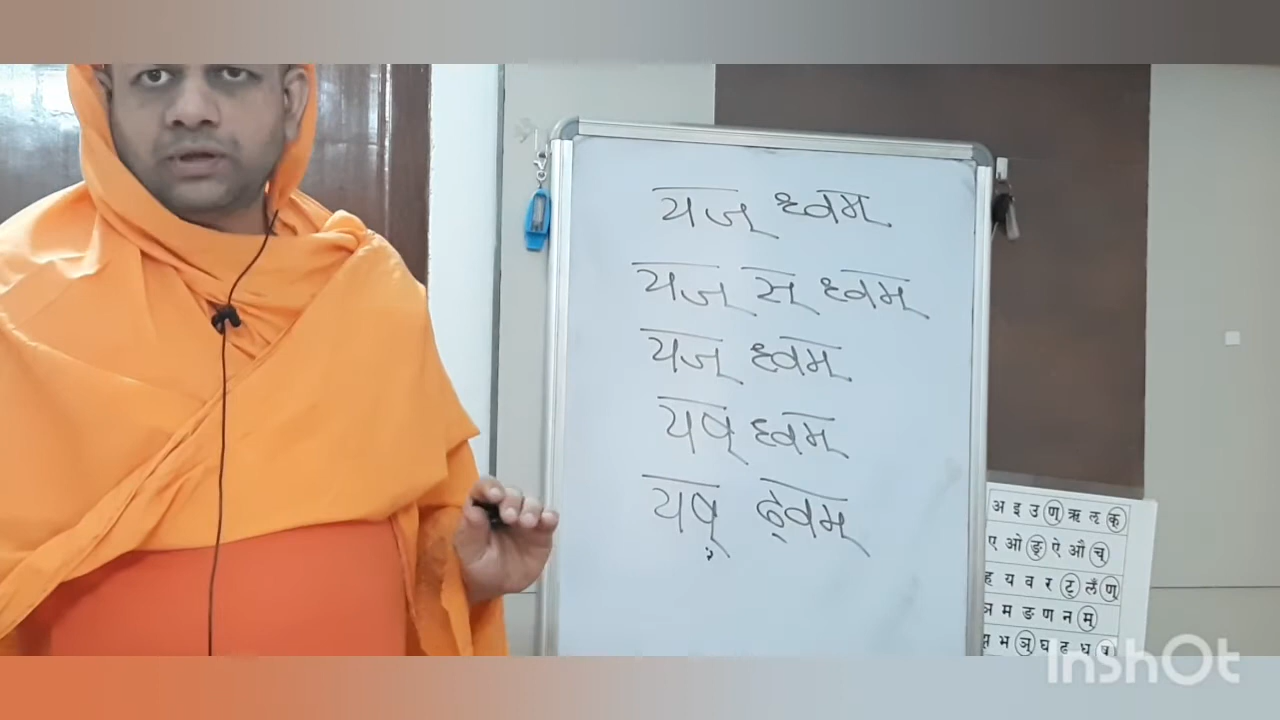 यज् ध्वम्
यज् स् ध्वम्
यज् ध्वम्
यष् ध्वम्
यष् ढ्वम्
अ इ उ ण् ऋ ऌ क्
ए ओ ङ् ऐ औ च्
ह य व र ट् लँ ण्
ञ म ङ ण न म्
झ भ ञ् घ ढ ध ष्
InShOt